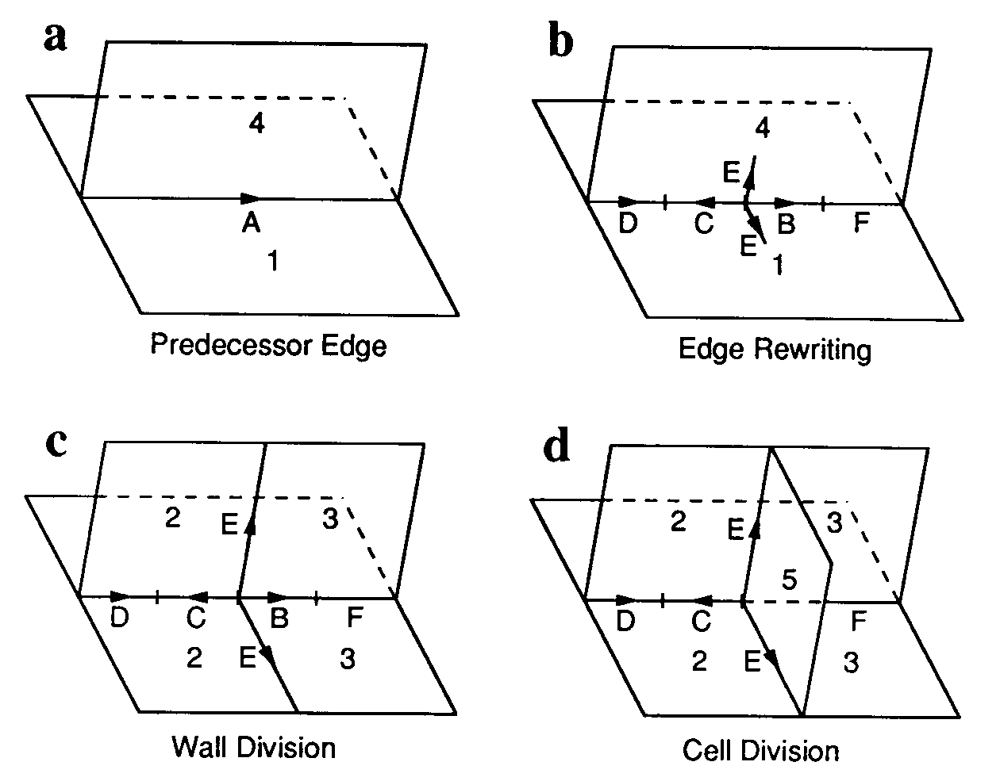 a
4
A
1
Predecessor Edge
b
4
E
D C B F
E
1
Edge Rewriting
c
2 E 3
D C B F
2 E 3
Wall Division
d
2 E 3
5
D C F
2 E 3
Cell Division